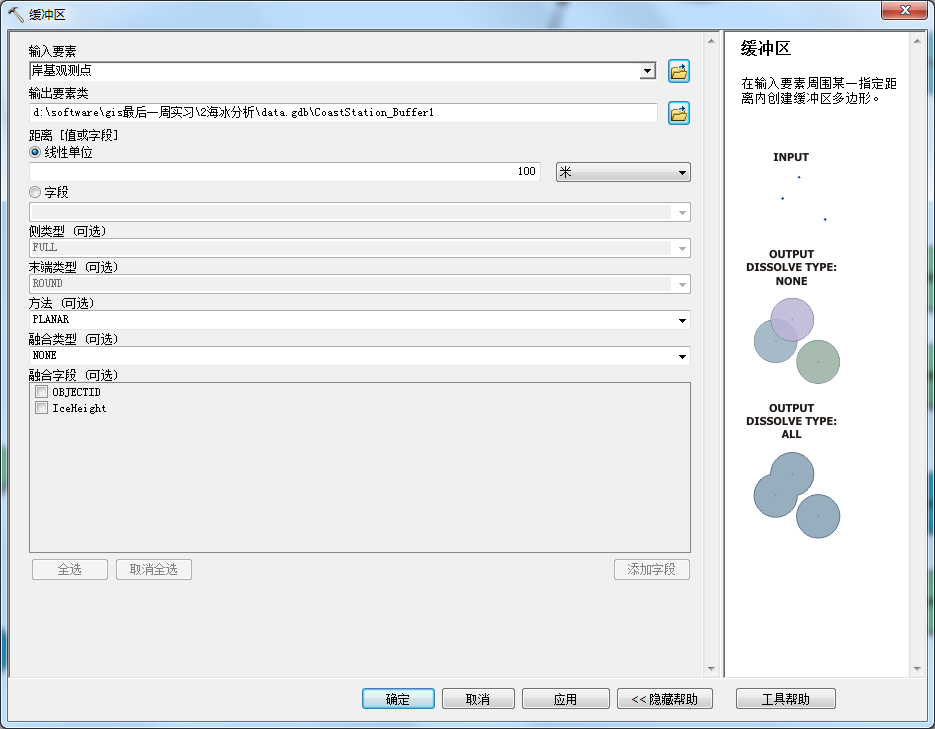 缓冲区
输入要素
岸基观测点
输出要素类
d:\software\gis最后一周实习\2海冰分析\data.gdb\CoastStation_Buffer1
距离 [值或字段]
线性单位
100 米
字段
侧类型 (可选)
FULL
末端类型 (可选)
ROUND
方法 (可选)
PLANAR
融合类型 (可选)
NONE
融合字段 (可选)
OBJECTID
IceHeight
全选 取消全选 添加字段
确定 取消 应用 << 隐藏帮助 工具帮助
缓冲区
在输入要素周围某一指定距
离内创建缓冲区多边形。
INPUT
OUTPUT
DISSOLVE TYPE:
NONE
OUTPUT
DISSOLVE TYPE:
ALL